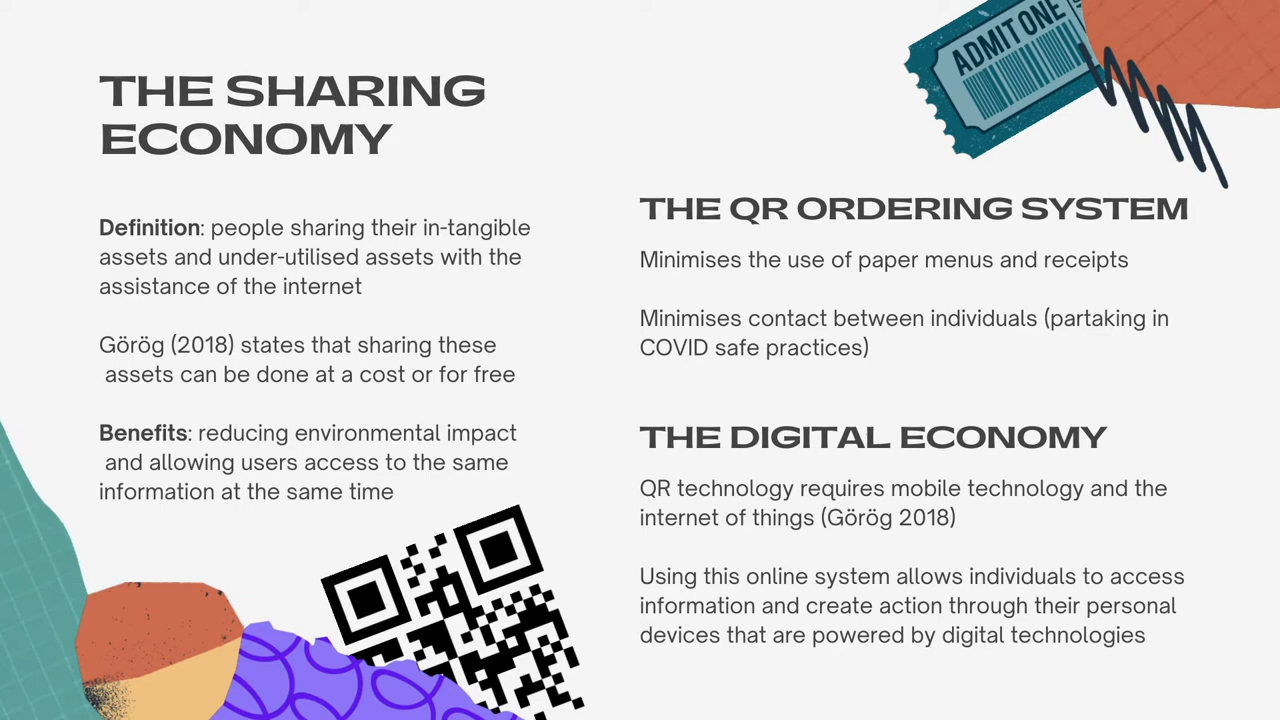 THE SHARING
ECONOMY
Definition: people sharing their in-tangible
assets and under-utilised assets with the
assistance of the internet
Görög (2018) states that sharing these
assets can be done at a cost or for free
Benefits: reducing environmental impact
and allowing users access to the same
information at the same time
ADMIT ONE
THE QR ORDERING SYSTEM
Minimises the use of paper menus and receipts
Minimises contact between individuals (partaking in
COVID safe practices)
THE DIGITAL ECONOMY
QR technology requires mobile technology and the
internet of things (Görög 2018)
Using this online system allows individuals to access
information and create action through their personal
devices that are powered by digital technologies